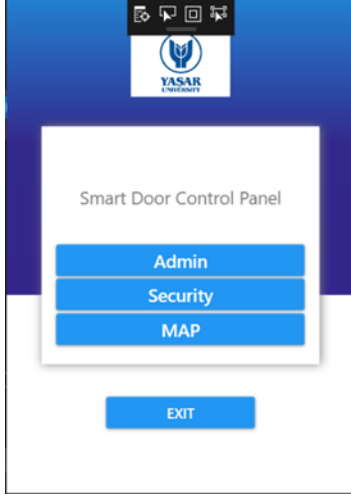 YAŞAR
UNIVERSITY
Smart Door Control Panel
Admin
Security
MAP
EXIT